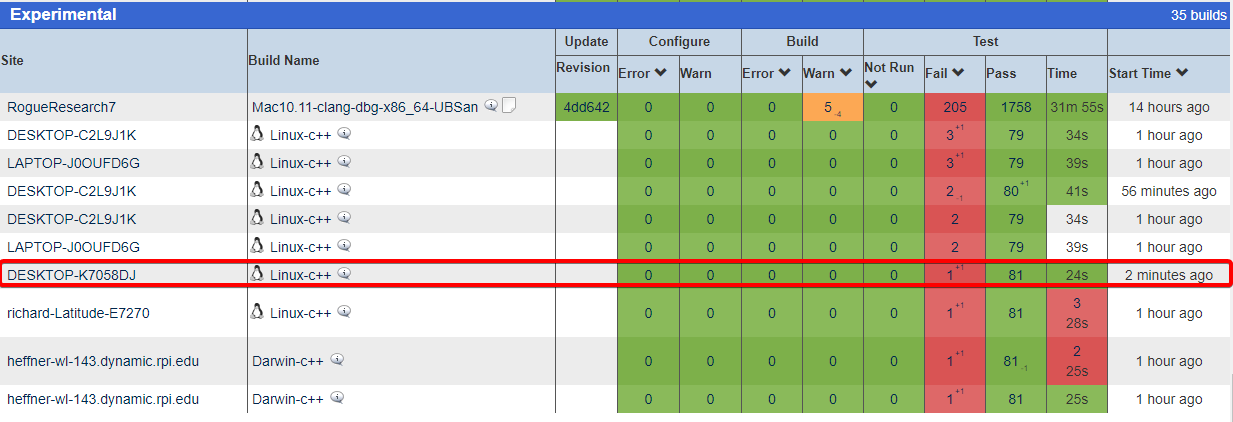 Experimental 35 builds
Site Build Name Update Configure Build Test
Revision Error Warn Error Warn Not Run Fail Pass Time Start Time
RogueResearch7 Mac10.11-clang-dbg-x86_64-UBSan 4dd642 0 0 0 5 -4 0 205 1758 31m 55s 14 hours ago
DESKTOP-C2L9J1K Linux-c++ 0 0 0 0 0 3 +1 79 34s 1 hour ago
LAPTOP-J0OUFD6G Linux-c++ 0 0 0 0 0 3 +1 79 39s 1 hour ago
DESKTOP-C2L9J1K Linux-c++ 0 0 0 0 0 2 -1 80 +1 41s 56 minutes ago
DESKTOP-C2L9J1K Linux-c++ 0 0 0 0 0 2 79 34s 1 hour ago
LAPTOP-J0OUFD6G Linux-c++ 0 0 0 0 0 2 79 39s 1 hour ago
DESKTOP-K7058DJ Linux-c++ 0 0 0 0 0 1 +1 81 24s 2 minutes ago
richard-Latitude-E7270 Linux-c++ 0 0 0 0 0 1 +1 81 3 28s 1 hour ago
heffner-wl-143.dynamic.rpi.edu Darwin-c++ 0 0 0 0 0 1 +1 81 -1 2 25s 1 hour ago
heffner-wl-143.dynamic.rpi.edu Darwin-c++ 0 0 0 0 0 1 +1 81 25s 1 hour ago